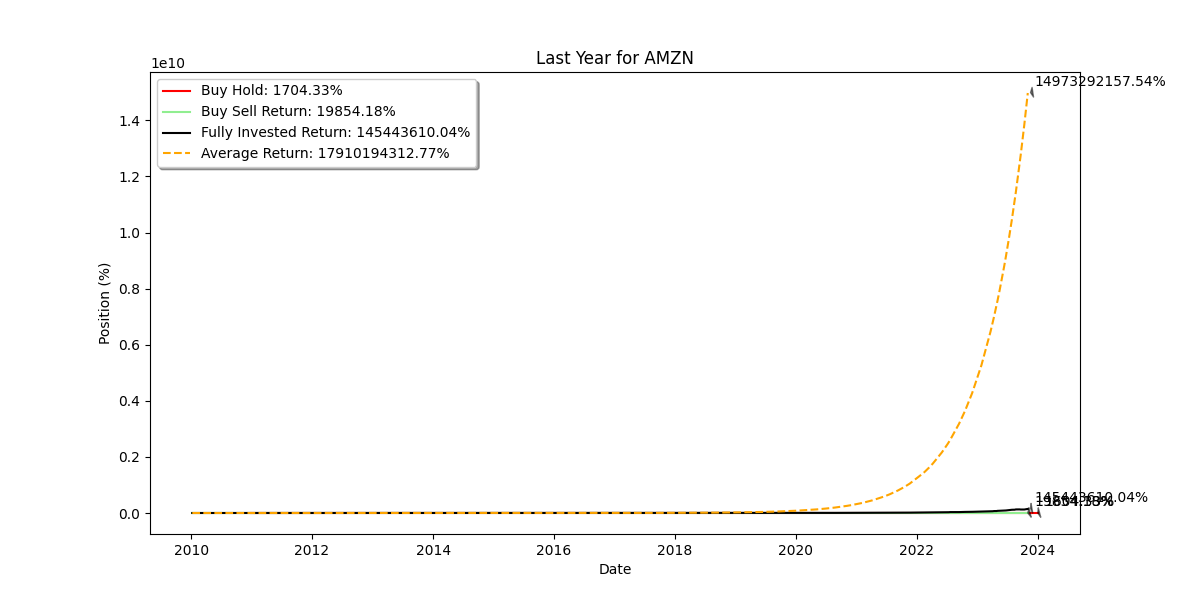 Last Year for AMZN
1e10
Buy Hold: 1704.33%
Buy Sell Return: 19854.18%
Fully Invested Return: 145443610.04%
Average Return: 17910194312.77%
14973292157.54%
145443610.04%
1.4
1.2
1.0
0.8
0.6
0.4
0.2
0.0
Position (%)
2010
2012
2014
2016
2018
2020
2022
2024
Date